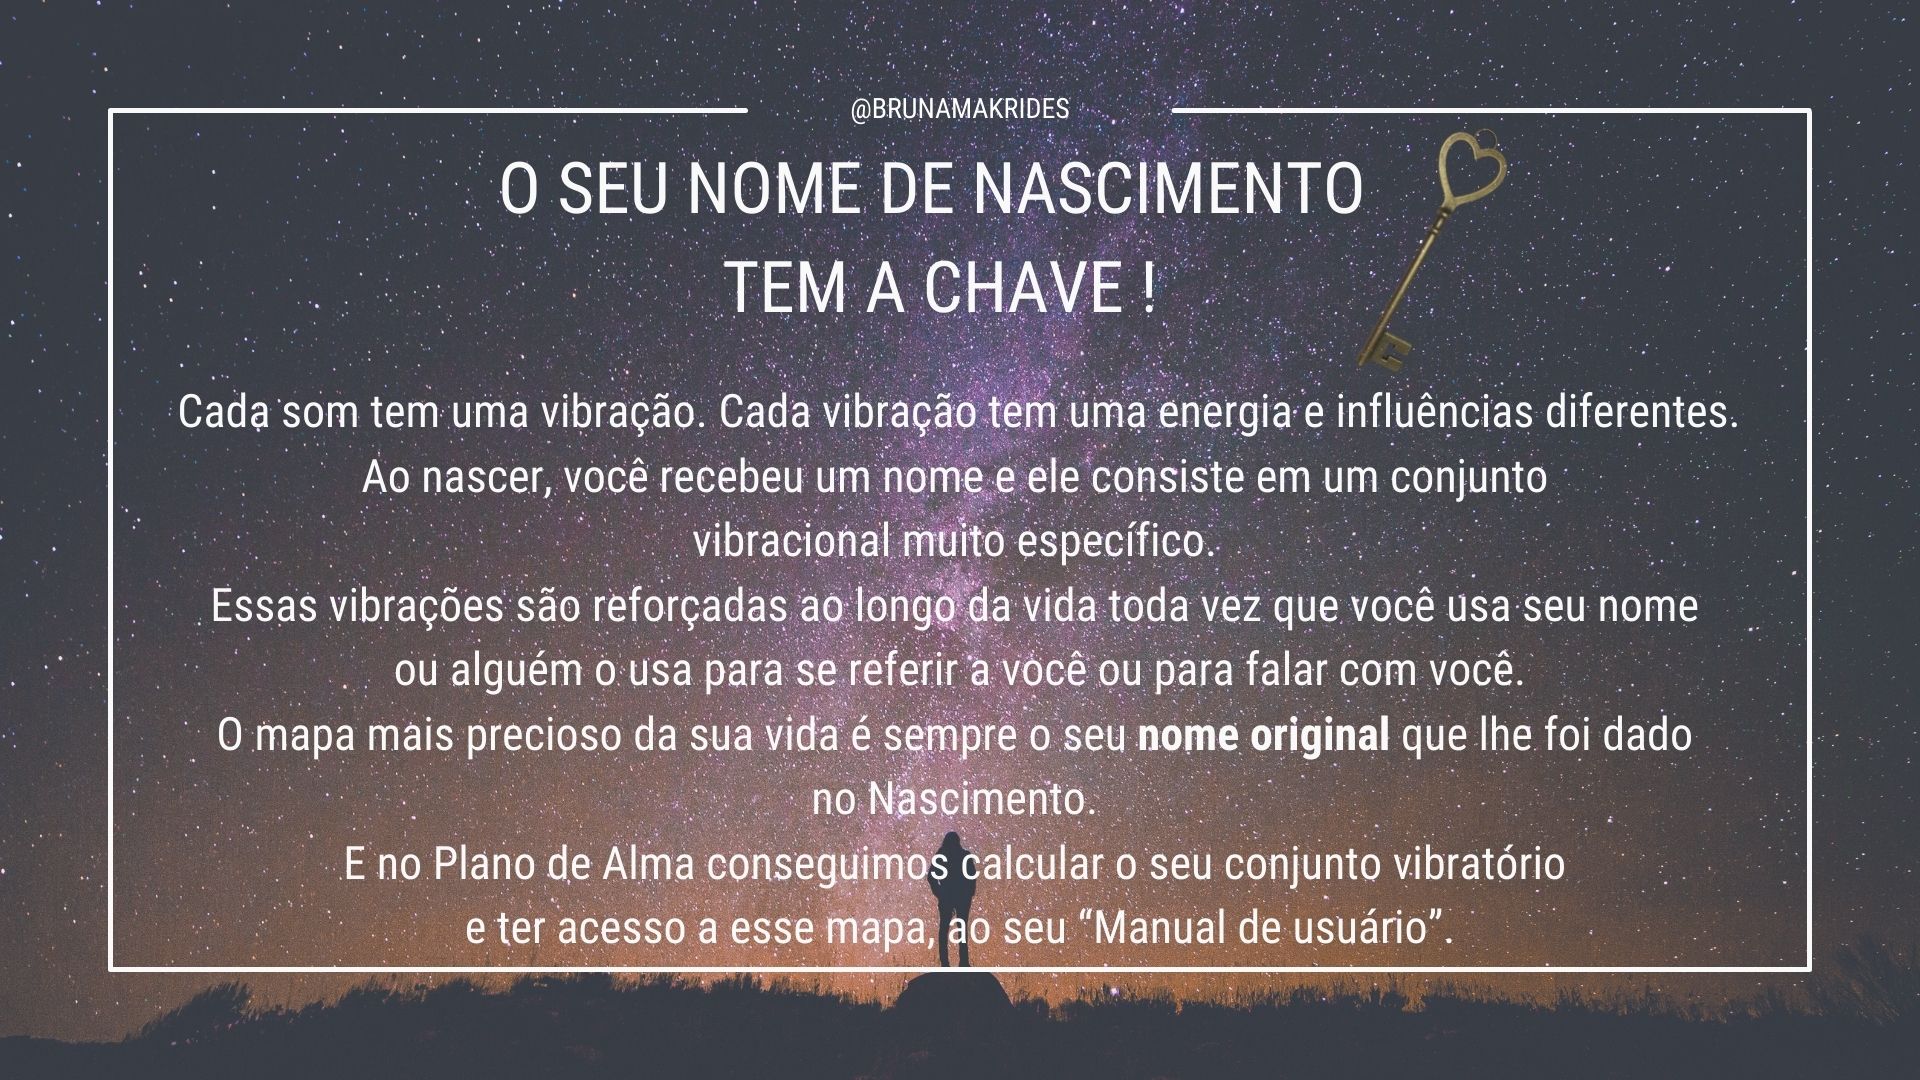 @BRUNAMAKRIDES
O SEU NOME DE NASCIMENTO
TEM A CHAVE !
Cada som tem uma vibração. Cada vibração tem uma energia e influências diferentes.
Ao nascer, você recebeu um nome e ele consiste em um conjunto
vibracional muito específico.
Essas vibrações são reforçadas ao longo da vida toda vez que você usa seu nome
ou alguém o usa para se referir a você ou para falar com você.
O mapa mais precioso da sua vida é sempre o seu nome original que lhe foi dado
no Nascimento.
E no Plano de Alma conseguimos calcular o seu conjunto vibratório
e ter acesso a esse mapa, ao seu “Manual de usuário”.